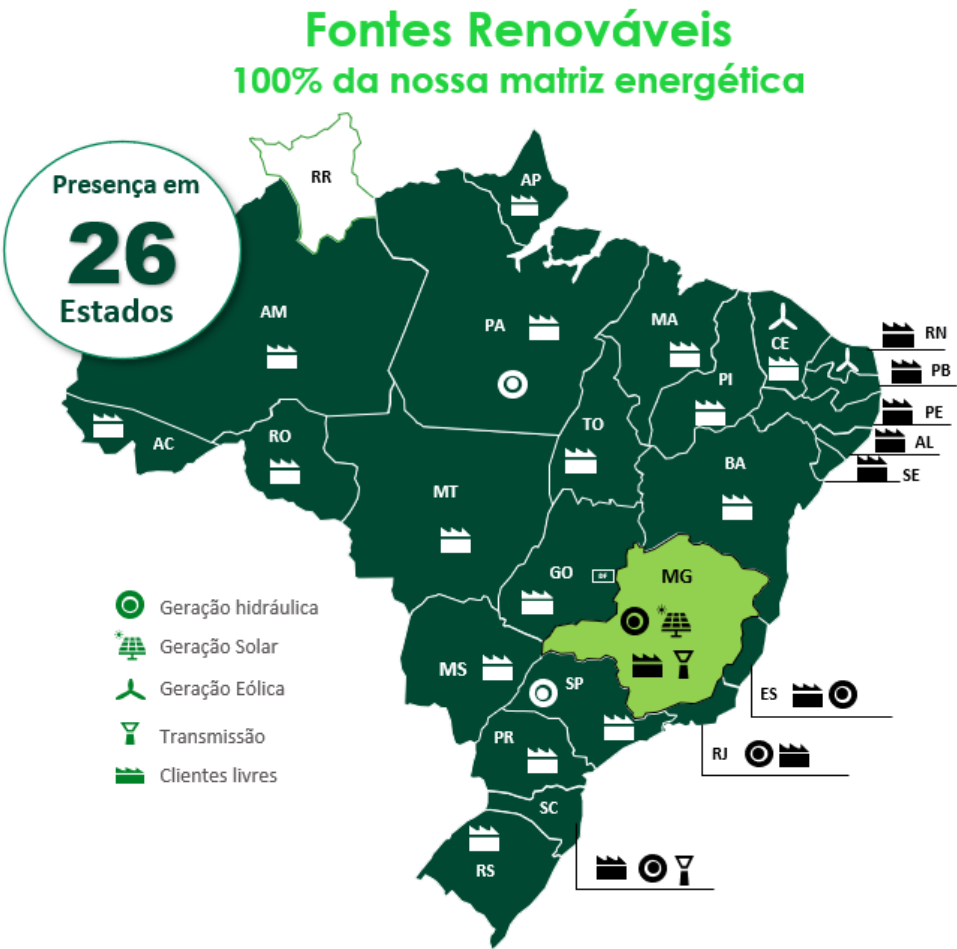 Fontes Renováveis
100% da nossa matriz energética
Presença em
26
Estados
RR
AP
AM
PA
MA
CE
RN
PB
PI
PE
TO
AL
AC
RO
BA
SE
MT
GO
DF
MG
MS
SP
ES
PR
RJ
SC
RS
Geração hidráulica
Geração Solar
Geração Eólica
Transmissão
Clientes livres